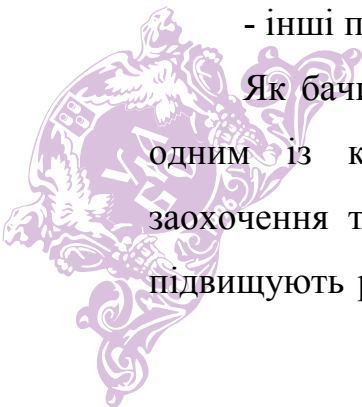 - інші п
Як бачи
одним із к
заохочення т
підвищують р